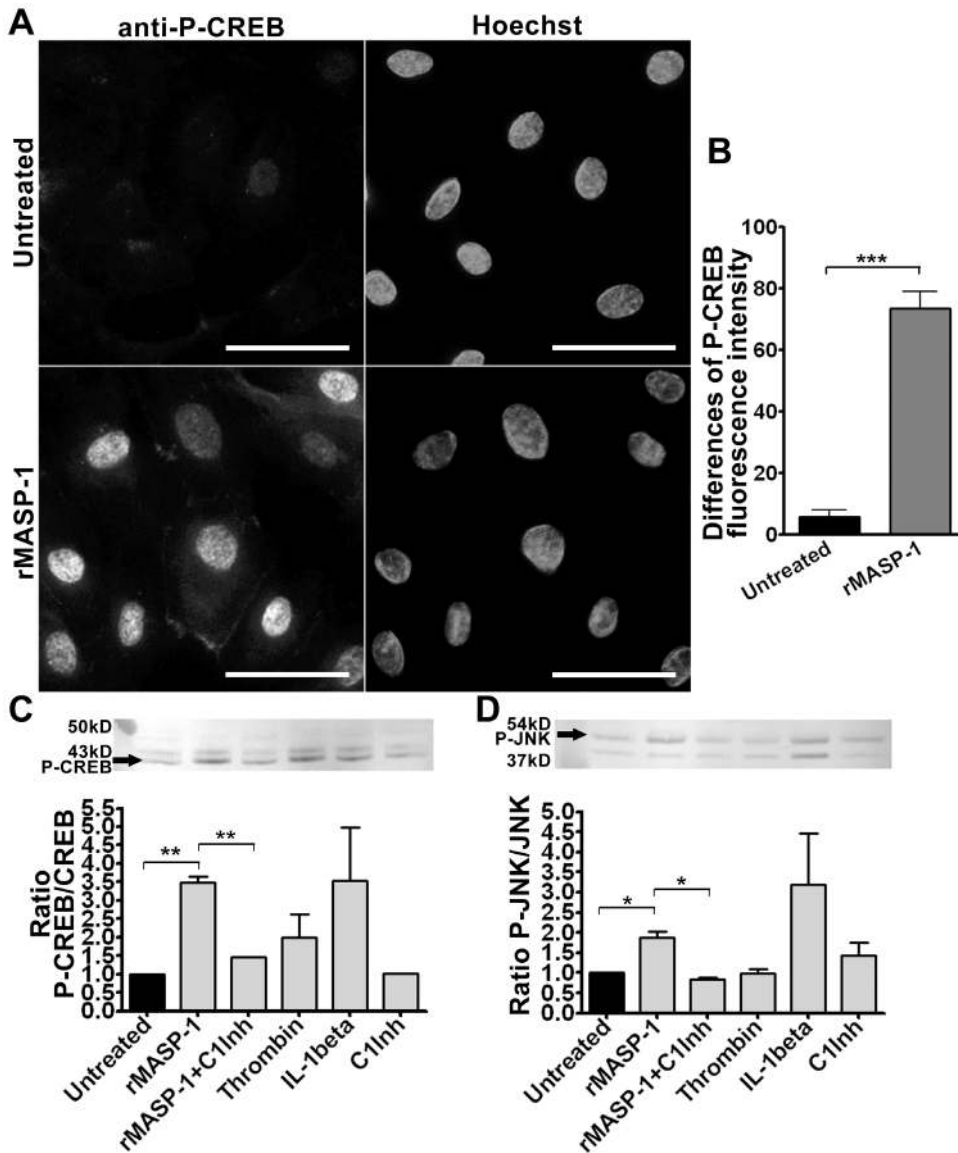 A
anti-P-CREB
Hoechst
Untreated
rMASP-1
B
Differences of P-CREB
fluorescence intensity
100
80
60
40
20
0
***
Untreated
rMASP-1
C
50kD
43kD
P-CREB
Ratio
P-CREB/CREB
5.5
5.0
4.5
4.0
3.5
3.0
2.5
2.0
1.5
1.0
0.5
0.0
**
**
Untreated
rMASP-1
rMASP-1+C1Inh
Thrombin
IL-1beta
C1Inh
D
54kD
P-JNK
37kD
Ratio P-JNK/JNK
5.0
4.5
4.0
3.5
3.0
2.5
2.0
1.5
1.0
0.5
0.0
*
*
Untreated
rMASP-1
rMASP-1+C1Inh
Thrombin
IL-1beta
C1Inh